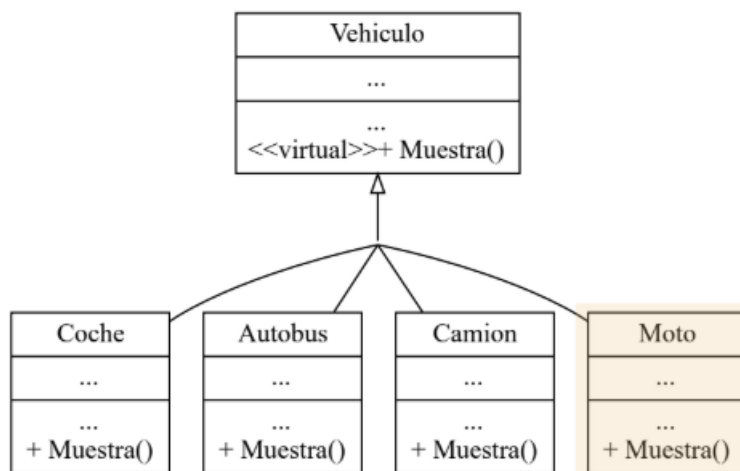 Vehiculo
...
...
<<virtual>>+ Muestra()
Coche
...
...
+ Muestra()
Autobus
...
...
+ Muestra()
Camion
...
...
+ Muestra()
Moto
...
...
+ Muestra()